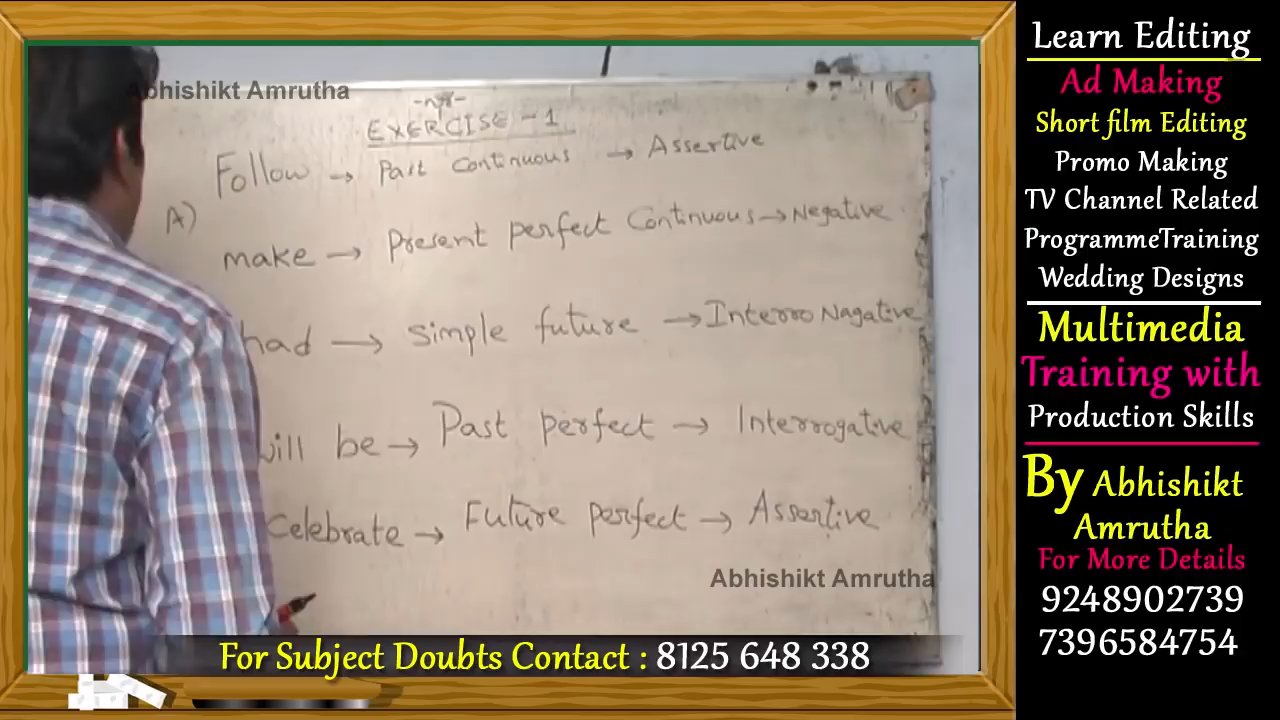 Abhishikt Amrutha
EXERCISE - 1
Follow → Past Continuous → Assertive
A)
make → Present perfect Continuous → Negative
had → Simple future → Interro Nagative
will be → Past perfect → Interrogative
Celebrate → Future perfect → Assertive
Abhishikt Amrutha
For Subject Doubts Contact : 8125 648 338
Learn Editing
Ad Making
Short film Editing
Promo Making
TV Channel Related
ProgrammeTraining
Wedding Designs
Multimedia
Training with
Production Skills
By Abhishikt
Amrutha
For More Details
9248902739
7396584754